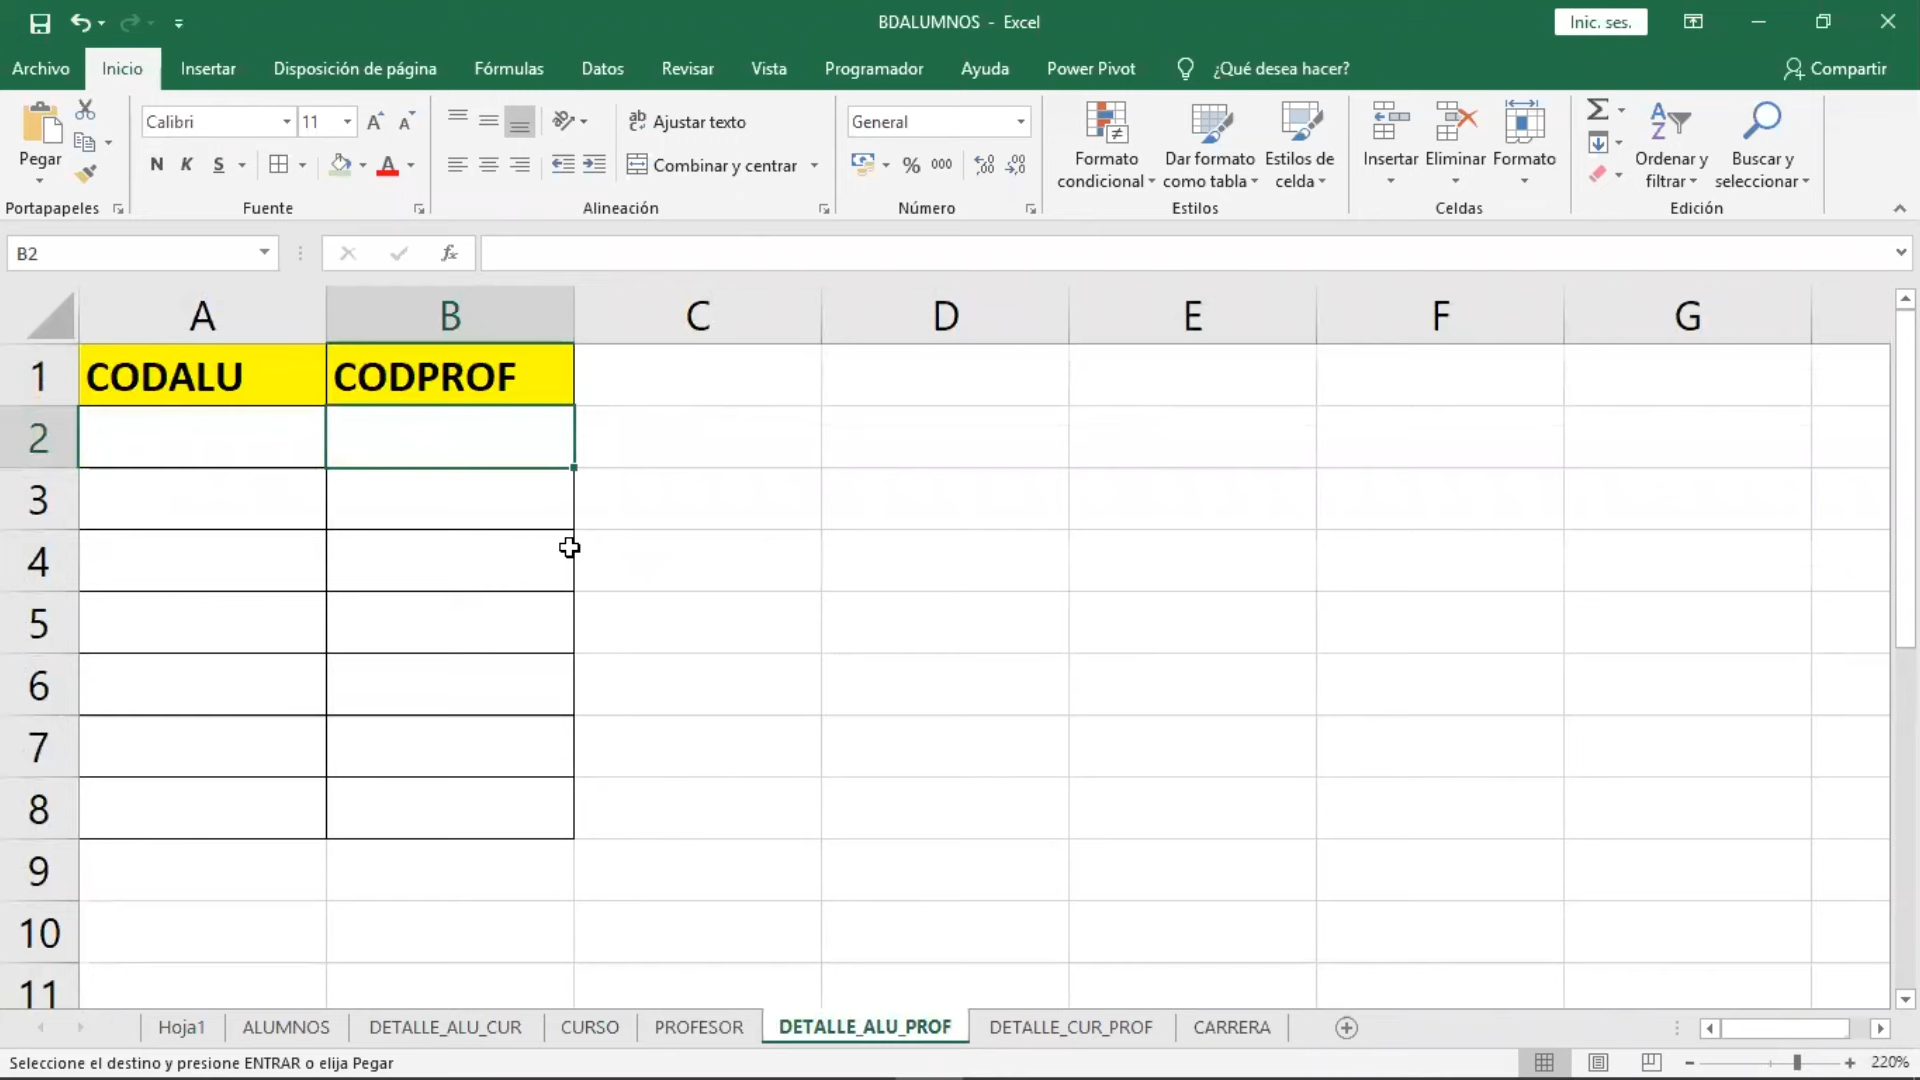 BDALUMNOS - Excel
Inic. ses.
Archivo Inicio Insertar Disposición de página Fórmulas Datos Revisar Vista Programador Ayuda Power Pivot ¿Qué desea hacer? Compartir
Pegar
Portapapeles
Calibri 11
N K S A
Fuente
Ajustar texto
Combinar y centrar
Alineación
General
% 000
Número
Formato condicional
Dar formato como tabla
Estilos de celda
Estilos
Insertar Eliminar Formato
Celdas
Ordenar y filtrar
Buscar y seleccionar
Edición
B2
fx
A B C D E F G
1 CODALU CODPROF
2
3
4
5
6
7
8
9
10
11
Hoja1 ALUMNOS DETALLE_ALU_CUR CURSO PROFESOR DETALLE_ALU_PROF DETALLE_CUR_PROF CARRERA
Seleccione el destino y presione ENTRAR o elija Pegar
220%